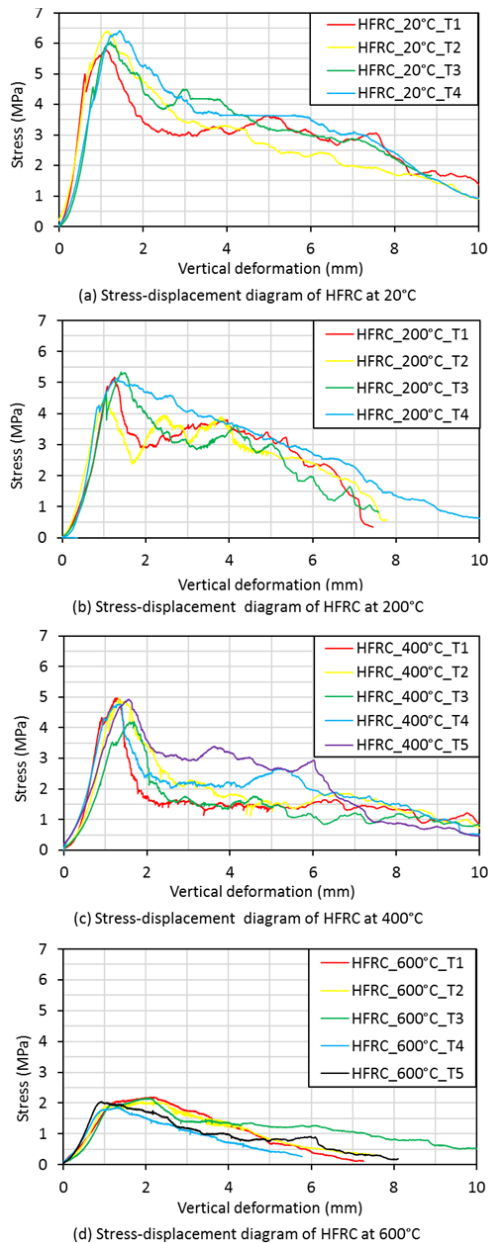 7
6
5
4
3
2
1
0
Stress (MPa)
HFRC_20°C_T1
HFRC_20°C_T2
HFRC_20°C_T3
HFRC_20°C_T4
0 2 4 6 8 10
Vertical deformation (mm)
(a) Stress-displacement diagram of HFRC at 20°C
7
6
5
4
3
2
1
0
Stress (MPa)
HFRC_200°C_T1
HFRC_200°C_T2
HFRC_200°C_T3
HFRC_200°C_T4
0 2 4 6 8 10
Vertical deformation (mm)
(b) Stress-displacement diagram of HFRC at 200°C
7
6
5
4
3
2
1
0
Stress (MPa)
HFRC_400°C_T1
HFRC_400°C_T2
HFRC_400°C_T3
HFRC_400°C_T4
HFRC_400°C_T5
0 2 4 6 8 10
Vertical deformation (mm)
(c) Stress-displacement diagram of HFRC at 400°C
7
6
5
4
3
2
1
0
Stress (MPa)
HFRC_600°C_T1
HFRC_600°C_T2
HFRC_600°C_T3
HFRC_600°C_T4
HFRC_600°C_T5
0 2 4 6 8 10
Vertical deformation (mm)
(d) Stress-displacement diagram of HFRC at 600°C